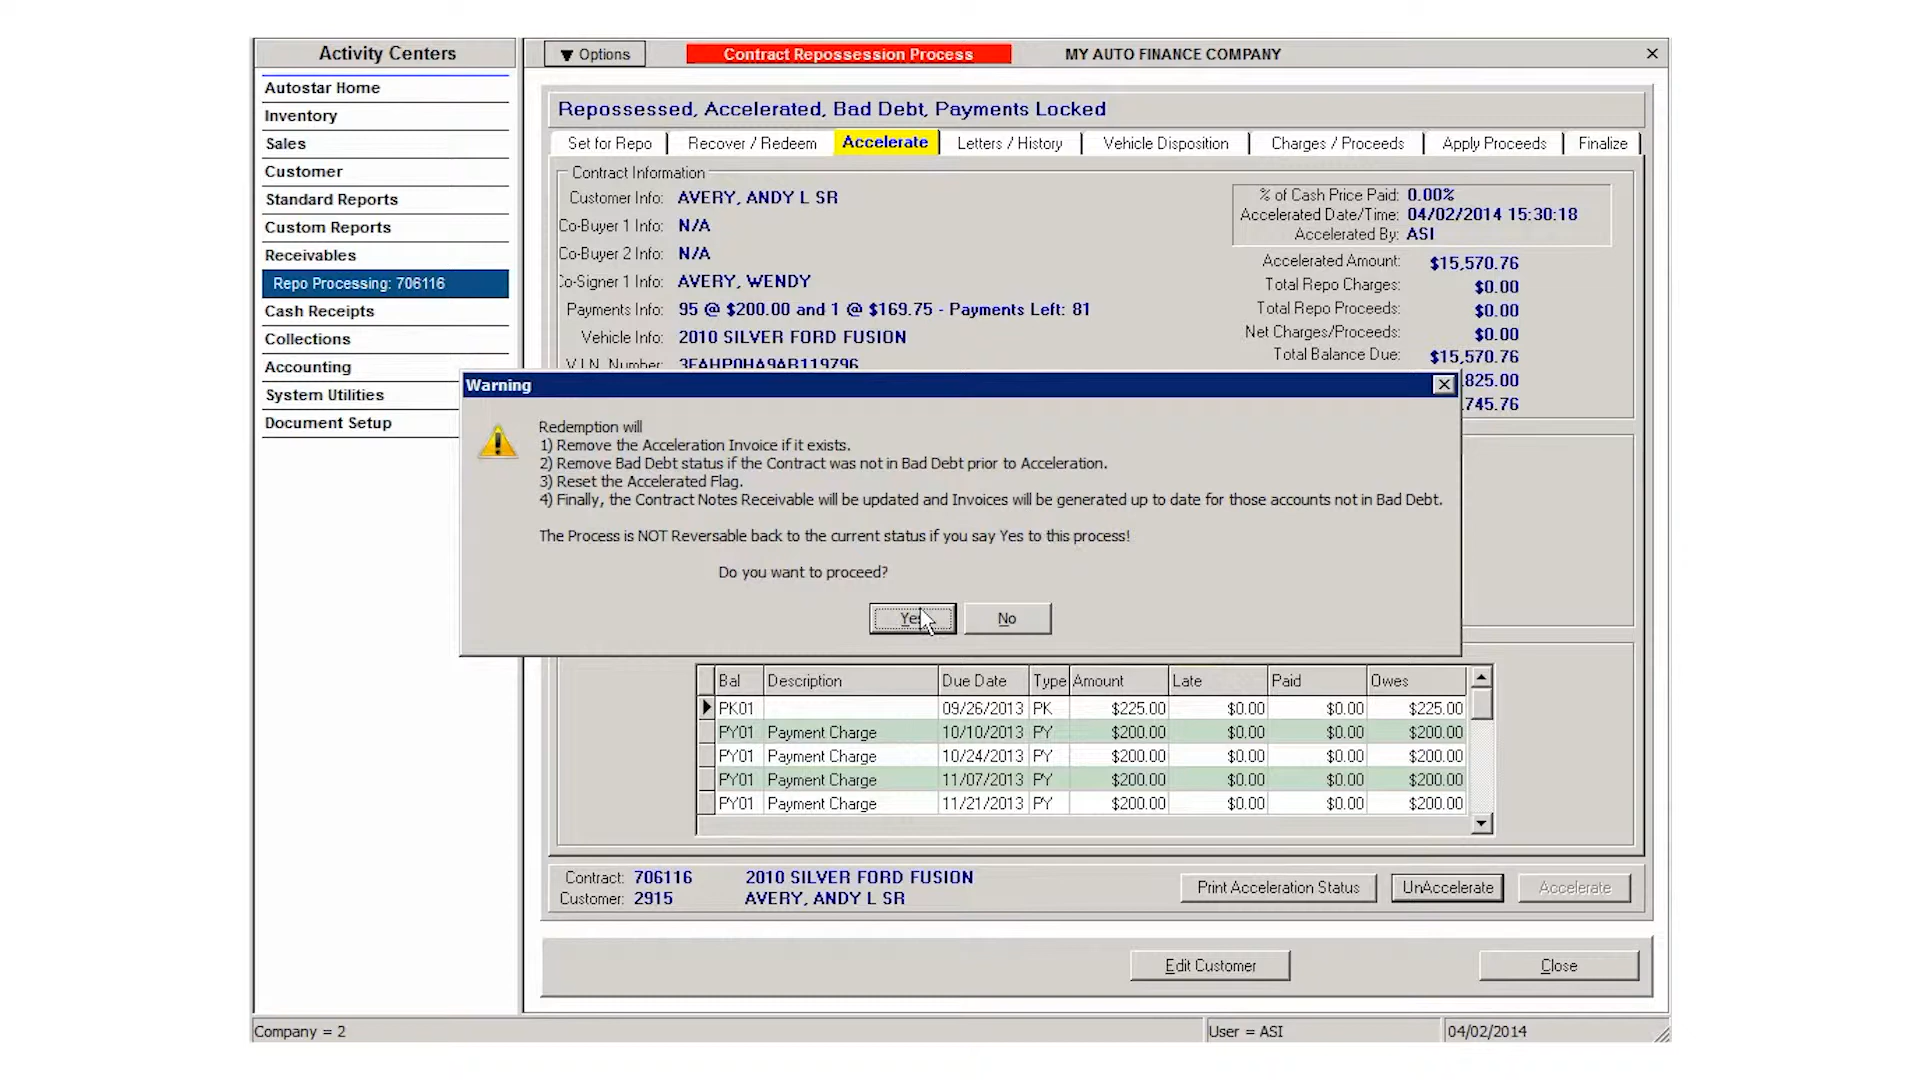 Activity Centers
Autostar Home
Inventory
Sales
Customer
Standard Reports
Custom Reports
Receivables
Repo Processing: 706116
Cash Receipts
Collections
Accounting
System Utilities
Document Setup
▼ Options
Contract Repossession Process
MY AUTO FINANCE COMPANY
Repossessed, Accelerated, Bad Debt, Payments Locked
Set for Repo Recover / Redeem Accelerate Letters / History Vehicle Disposition Charges / Proceeds Apply Proceeds Finalize
Contract Information
Customer Info: AVERY, ANDY L SR
Co-Buyer 1 Info: N/A
Co-Buyer 2 Info: N/A
Co-Signer 1 Info: AVERY, WENDY
Payments Info: 95 @ $200.00 and 1 @ $169.75 - Payments Left: 81
Vehicle Info: 2010 SILVER FORD FUSION
V.I.N. Number 3FAHP0HA9AR119796
% of Cash Price Paid: 0.00%
Accelerated Date/Time: 04/02/2014 15:30:18
Accelerated By: ASI
Accelerated Amount: $15,570.76
Total Repo Charges: $0.00
Total Repo Proceeds: $0.00
Net Charges/Proceeds: $0.00
Total Balance Due: $15,570.76
,825.00
,745.76
Warning
Redemption will
1) Remove the Acceleration Invoice if it exists.
2) Remove Bad Debt status if the Contract was not in Bad Debt prior to Acceleration.
3) Reset the Accelerated Flag.
4) Finally, the Contract Notes Receivable will be updated and Invoices will be generated up to date for those accounts not in Bad Debt.
The Process is NOT Reversable back to the current status if you say Yes to this process!
Do you want to proceed?
Yes No
Bal Description Due Date Type Amount Late Paid Owes
PK01 09/26/2013 PK $225.00 $0.00 $0.00 $225.00
PY01 Payment Charge 10/10/2013 PY $200.00 $0.00 $0.00 $200.00
PY01 Payment Charge 10/24/2013 PY $200.00 $0.00 $0.00 $200.00
PY01 Payment Charge 11/07/2013 PY $200.00 $0.00 $0.00 $200.00
PY01 Payment Charge 11/21/2013 PY $200.00 $0.00 $0.00 $200.00
Contract: 706116 2010 SILVER FORD FUSION
Customer: 2915 AVERY, ANDY L SR
Print Acceleration Status UnAccelerate Accelerate
Edit Customer Close
Company = 2 User = ASI 04/02/2014